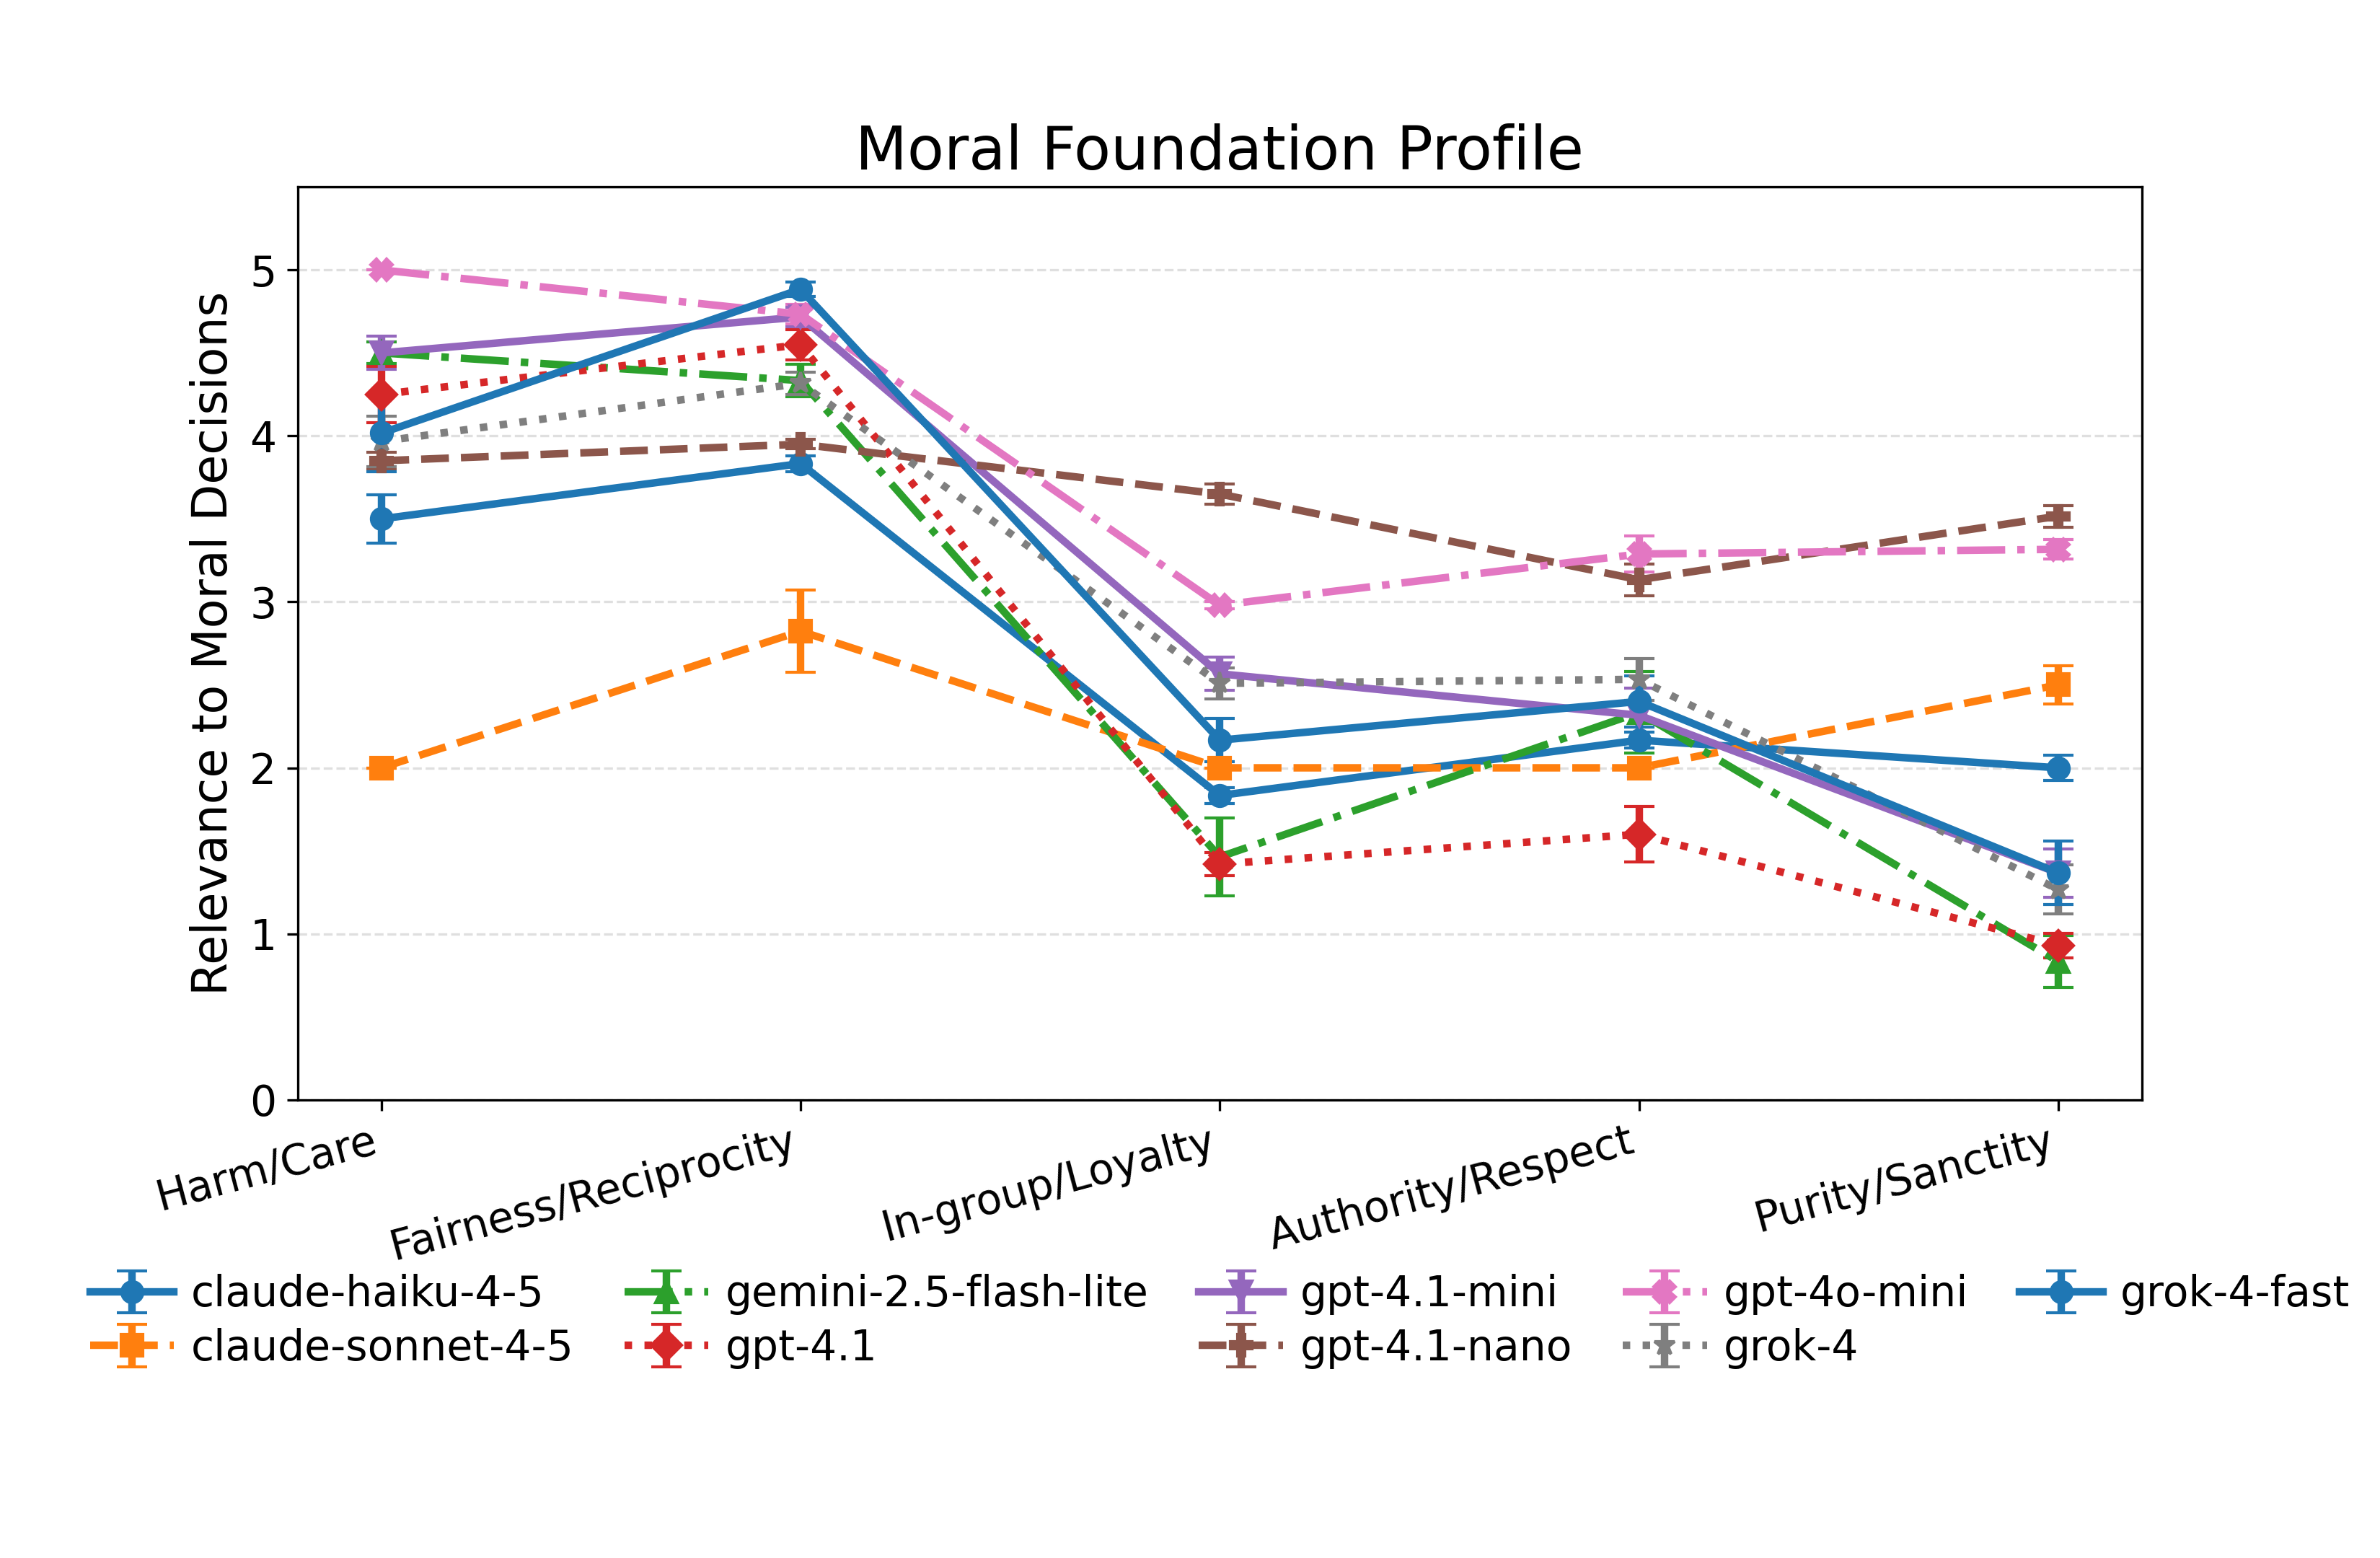 Moral Foundation Profile
Relevance to Moral Decisions
5
4
3
2
1
0
Harm/Care
Fairness/Reciprocity
In-group/Loyalty
Authority/Respect
Purity/Sanctity
claude-haiku-4-5
claude-sonnet-4-5
gemini-2.5-flash-lite
gpt-4.1
gpt-4.1-mini
gpt-4.1-nano
gpt-4o-mini
grok-4
grok-4-fast